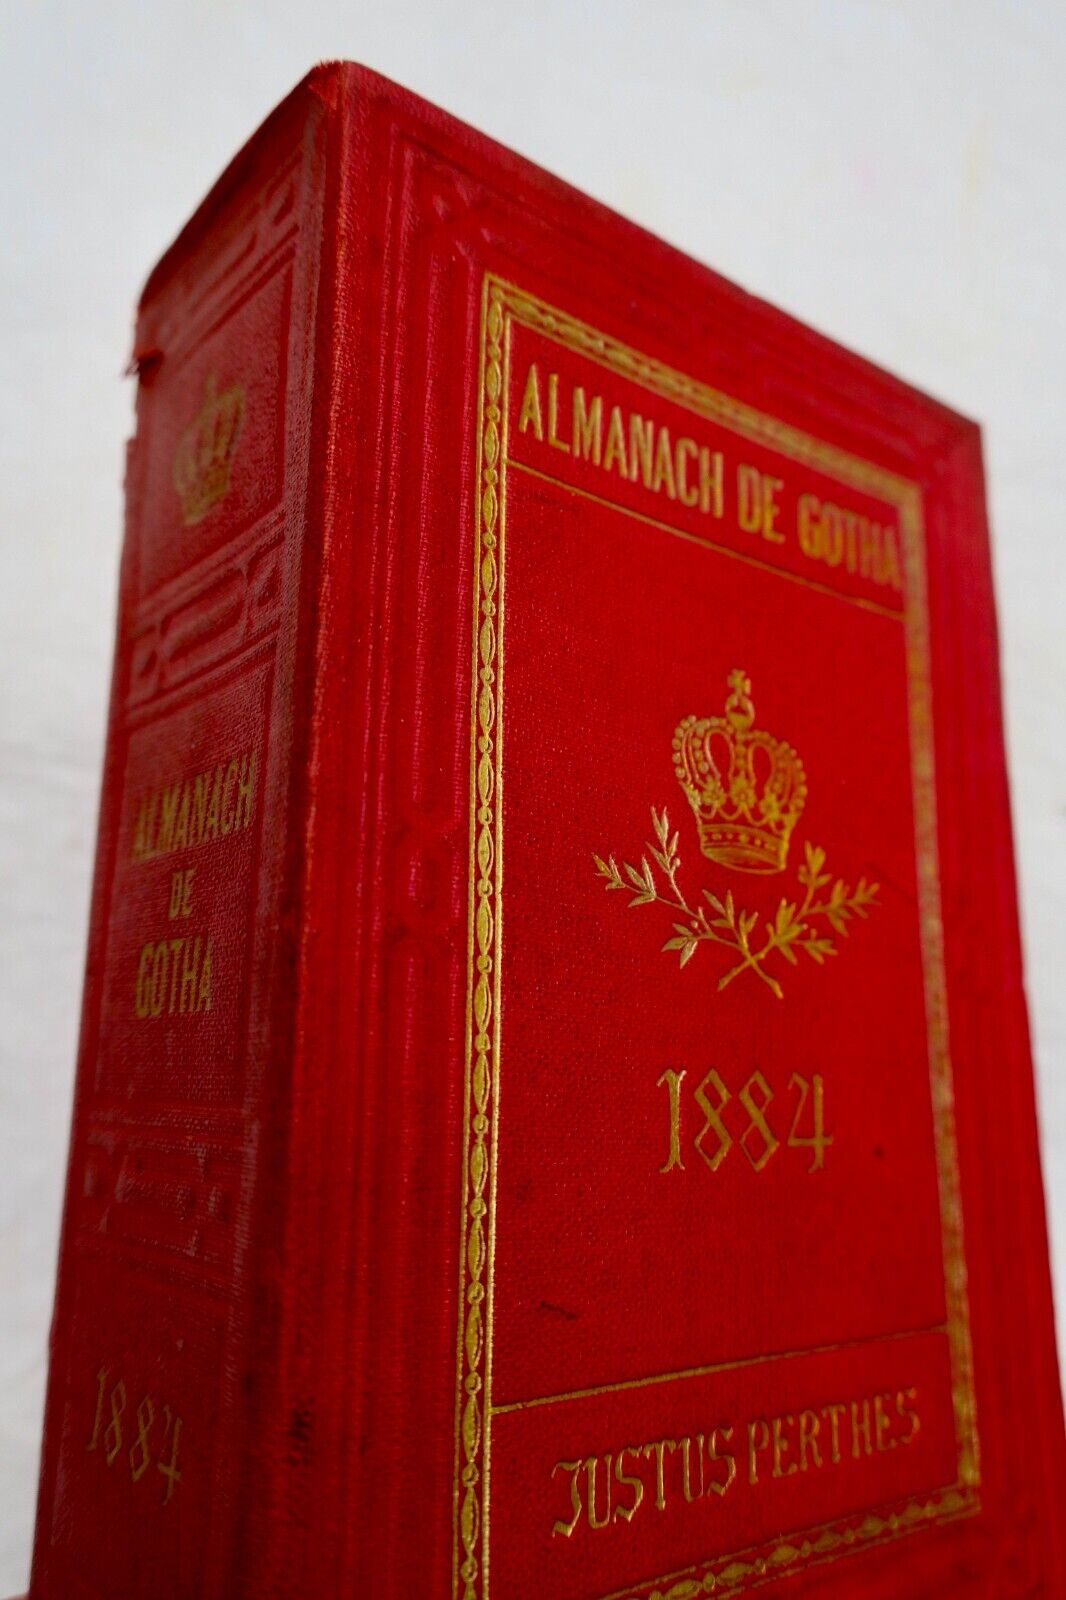 ALMANACH DE GOTHA
1884
JUSTUS PERTHES
ALMANACH
DE
GOTHA
1884